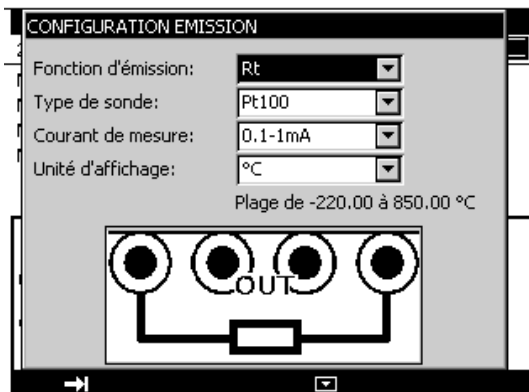 CONFIGURATION EMISSION
Fonction d'émission: Rt
Type de sonde: Pt100
Courant de mesure: 0.1-1mA
Unité d'affichage: °C
Plage de -220.00 à 850.00 °C
OUT